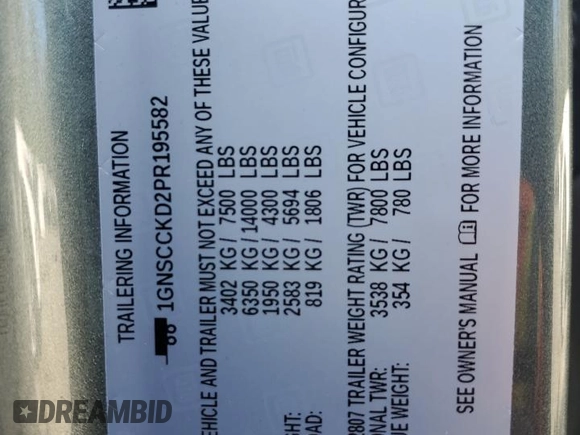 TRAILERING INFORMATION
1GNSCCKD2PR195582
EHICLE AND TRAILER MUST NOT EXCEED ANY OF THESE VALUE
3402 KG/ 7500 LBS
6350 KG/ 14000 LBS
1950 KG/ 4300 LBS
GHT: 2583 KG/ 5694 LBS
OAD: 819 KG/ 1806 LBS
2807 TRAILER WEIGHT RATING (TWR) FOR VEHICLE CONFIGUR
ONAL TWR: 3538 KG/ 7800 LBS
E WEIGHT: 354 KG/ 780 LBS
SEE OWNER'S MANUAL FOR MORE INFORMATION
DREAMBID